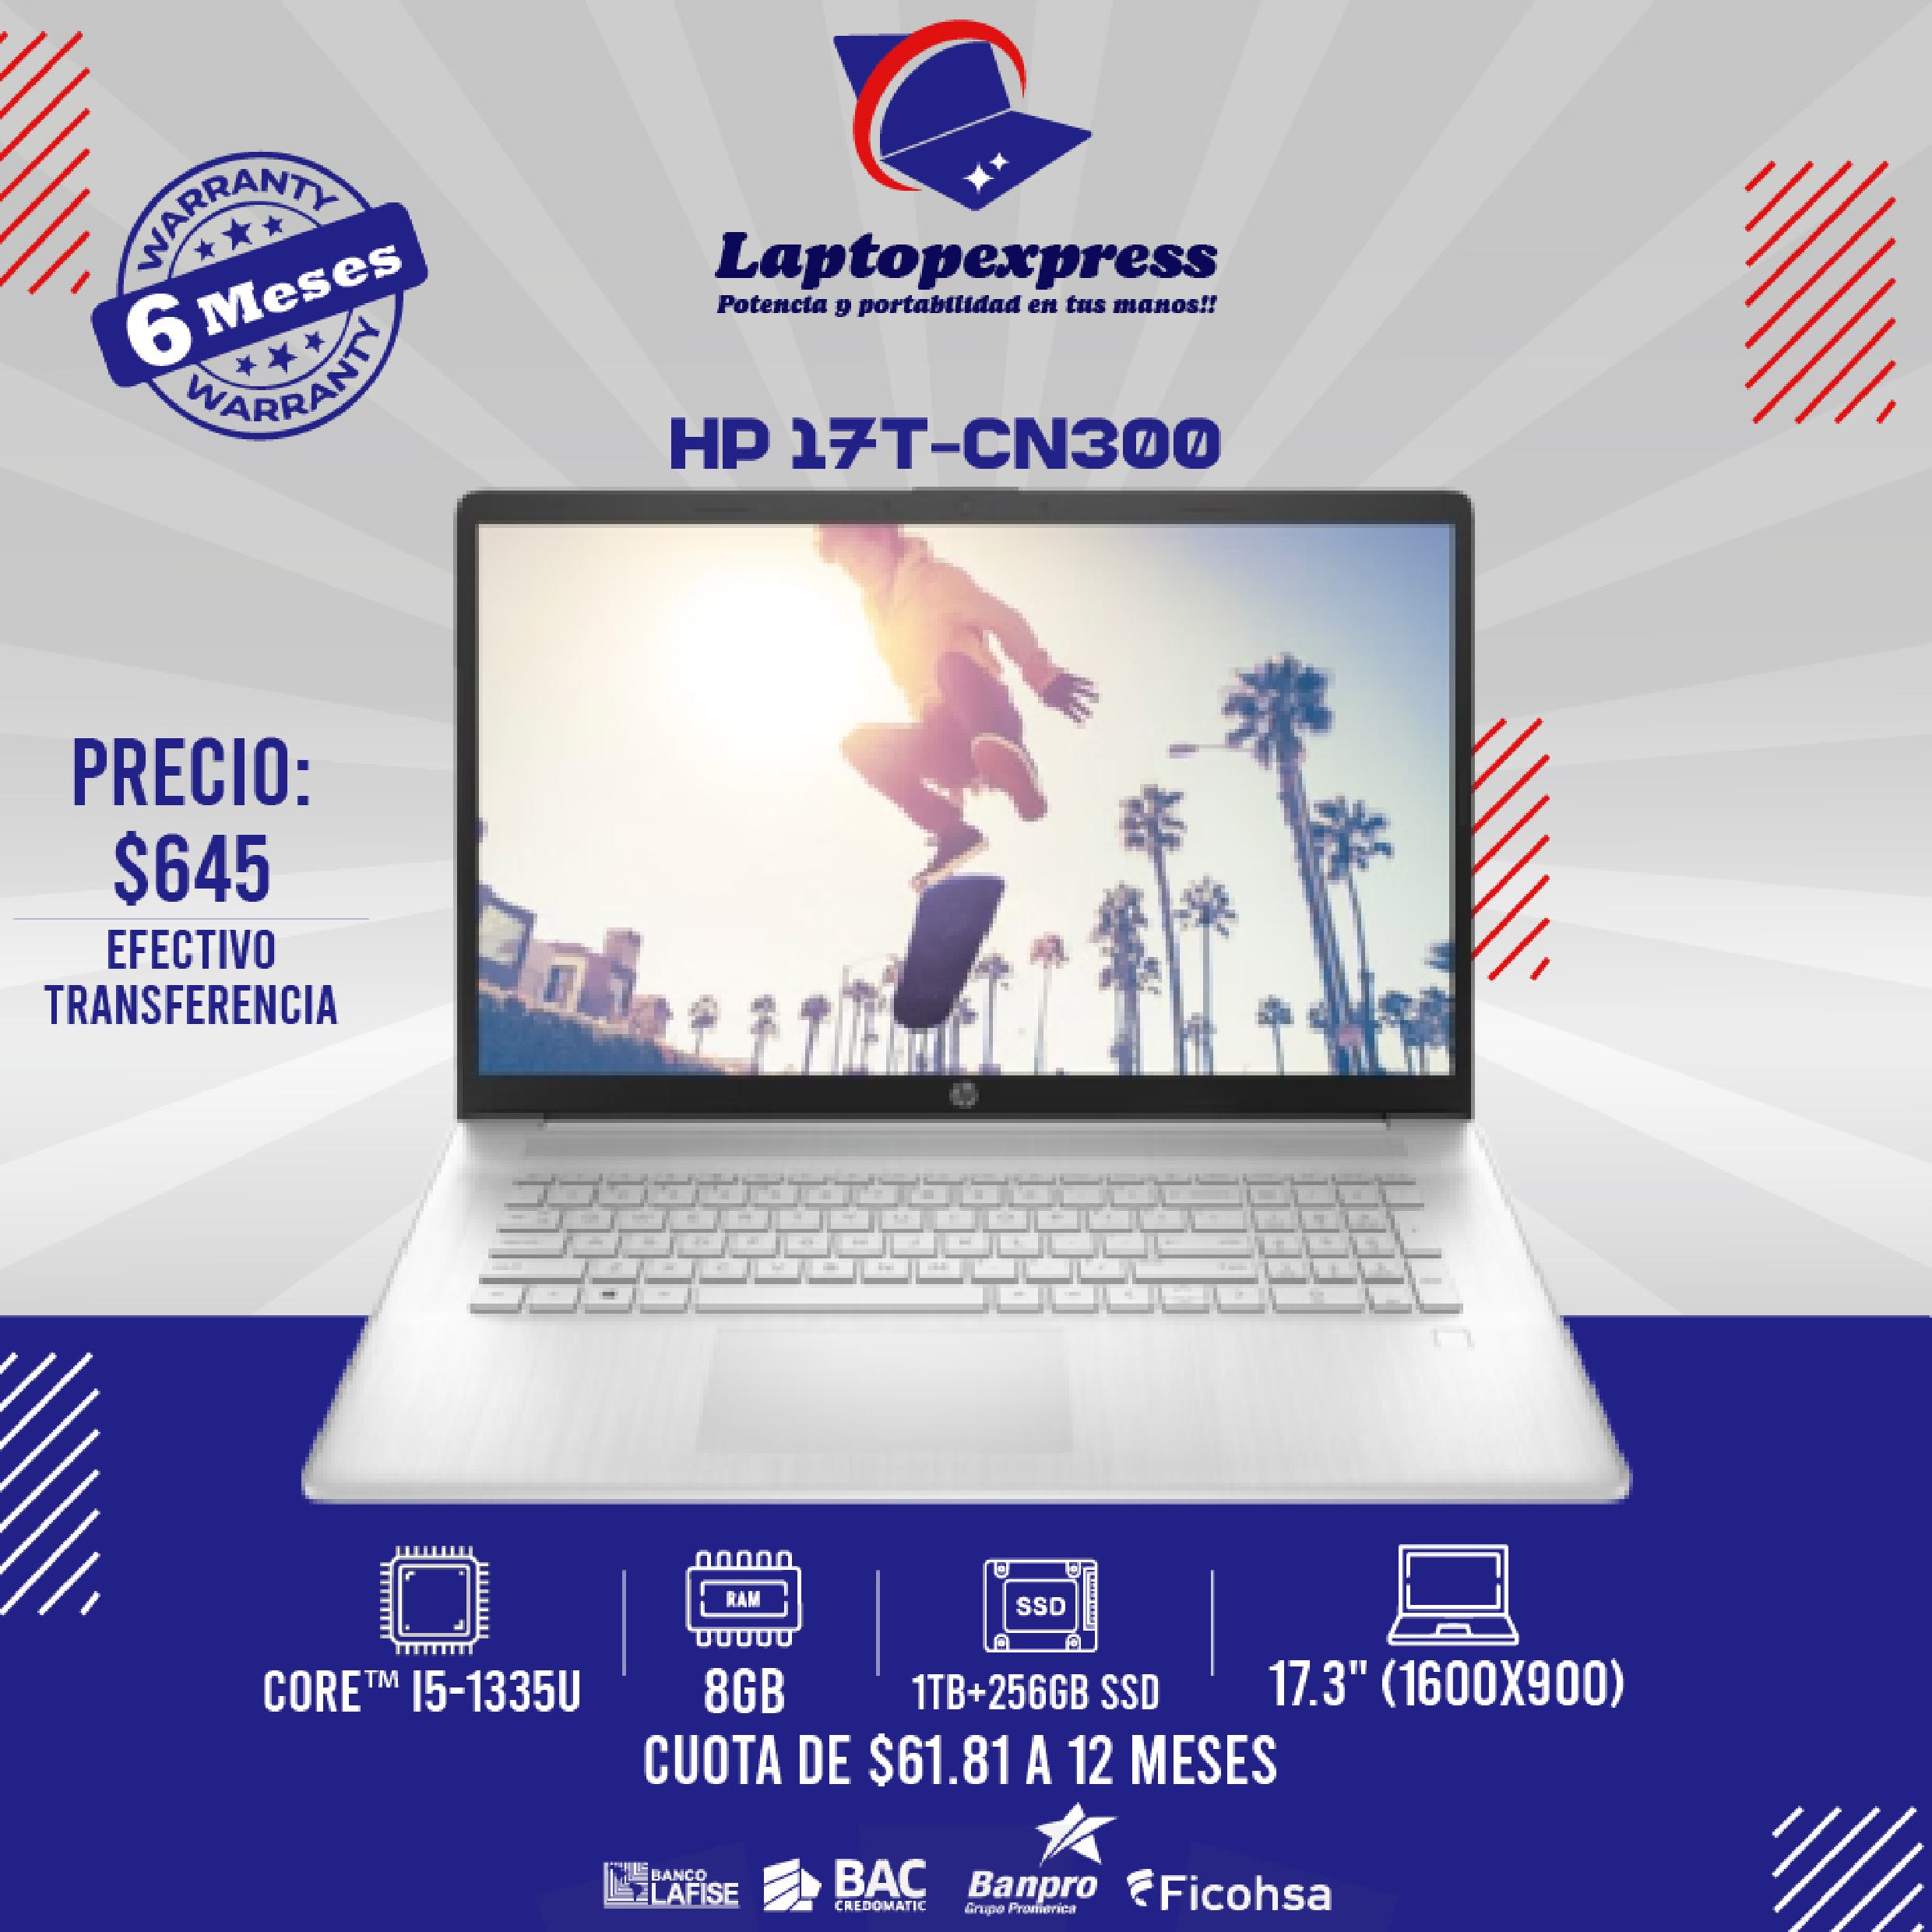 Laptopexpress
Potencia y portabilidad en tus manos!!
WARRANTY
6 Meses
WARRANTY
HP 17T-CN300
PRECIO:
$645
EFECTIVO
TRANSFERENCIA
RAM
SSD
CORE™ I5-1335U
8GB
1TB+256GB SSD
17.3" (1600X900)
CUOTA DE $61.81 A 12 MESES
BANCO
LAFISE
BAC
CREDOMATIC
Banpro
Grupo Promerica
Ficohsa